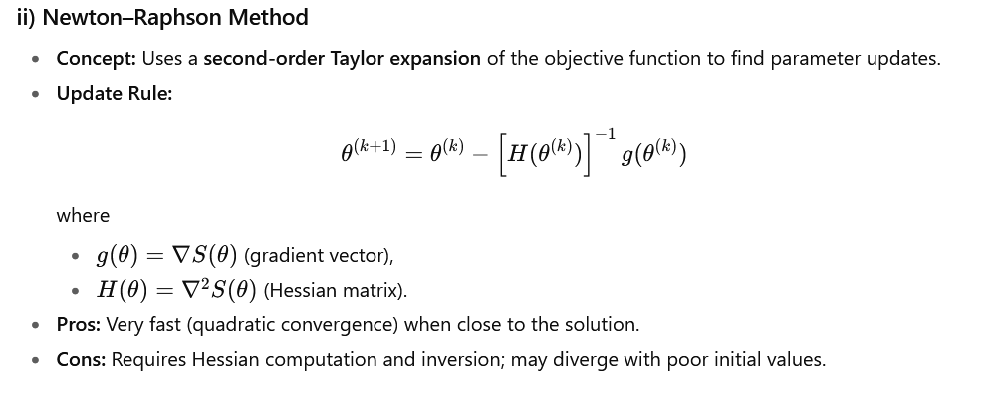 ii) Newton–Raphson Method
• Concept: Uses a second-order Taylor expansion of the objective function to find parameter updates.
• Update Rule:
θ^(k+1) = θ^(k) − [H(θ^(k))]^−1 g(θ^(k))
where
• g(θ) = ∇S(θ) (gradient vector),
• H(θ) = ∇²S(θ) (Hessian matrix).
• Pros: Very fast (quadratic convergence) when close to the solution.
• Cons: Requires Hessian computation and inversion; may diverge with poor initial values.